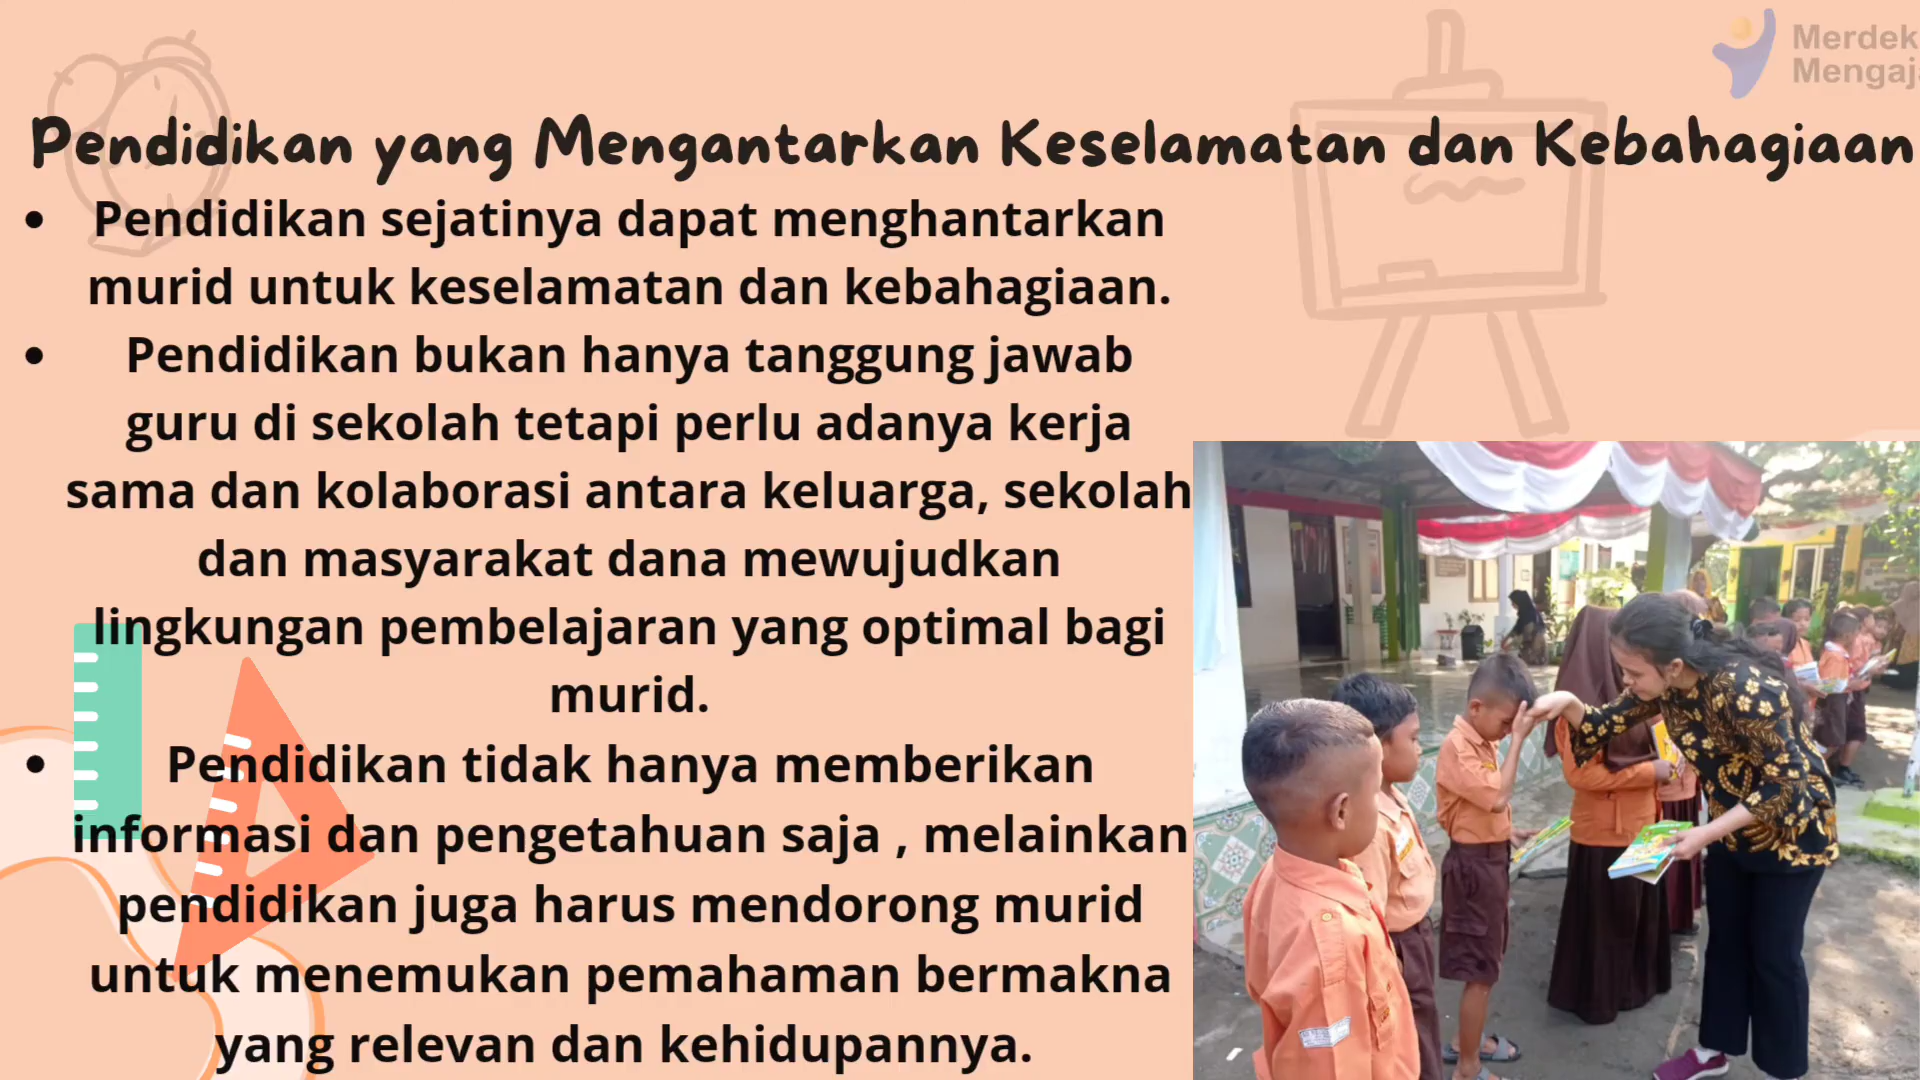 Merdek
Mengaja
Pendidikan yang Mengantarkan Keselamatan dan Kebahagiaan
• Pendidikan sejatinya dapat menghantarkan
murid untuk keselamatan dan kebahagiaan.
• Pendidikan bukan hanya tanggung jawab
guru di sekolah tetapi perlu adanya kerja
sama dan kolaborasi antara keluarga, sekolah
dan masyarakat dana mewujudkan
lingkungan pembelajaran yang optimal bagi
murid.
• Pendidikan tidak hanya memberikan
informasi dan pengetahuan saja , melainkan
pendidikan juga harus mendorong murid
untuk menemukan pemahaman bermakna
yang relevan dan kehidupannya.